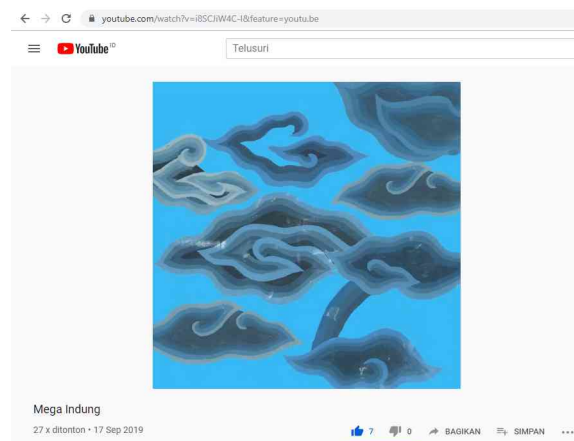 youtube.com/watch?v=i8SCJiW4C-I&feature=youtu.be
YouTube ID
Telusuri
Mega Indung
27 x ditonton • 17 Sep 2019
7 0 BAGIKAN SIMPAN